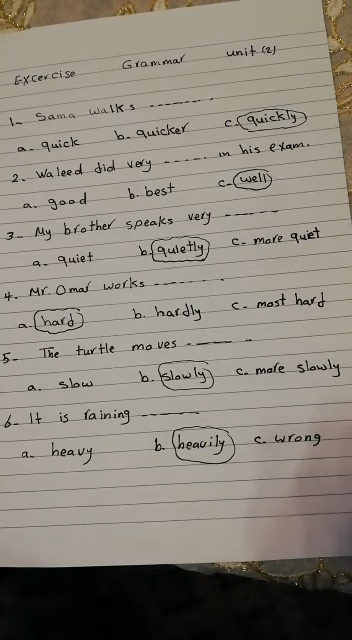 Excercise Grammar unit (2)
1- Sama walks --------.
a. quick b. quicker c. quickly
2. Waleed did very ----- in his exam.
a. good b. best c. well
3- My brother speaks very -----
a. quiet b. quietly c. more quiet
4. Mr. Omar works -------.
a. hard b. hardly c. most hard
5- The turtle moves -------
a. slow b. slowly c. more slowly
6- It is raining ------
a. heavy b. heavily c. wrong